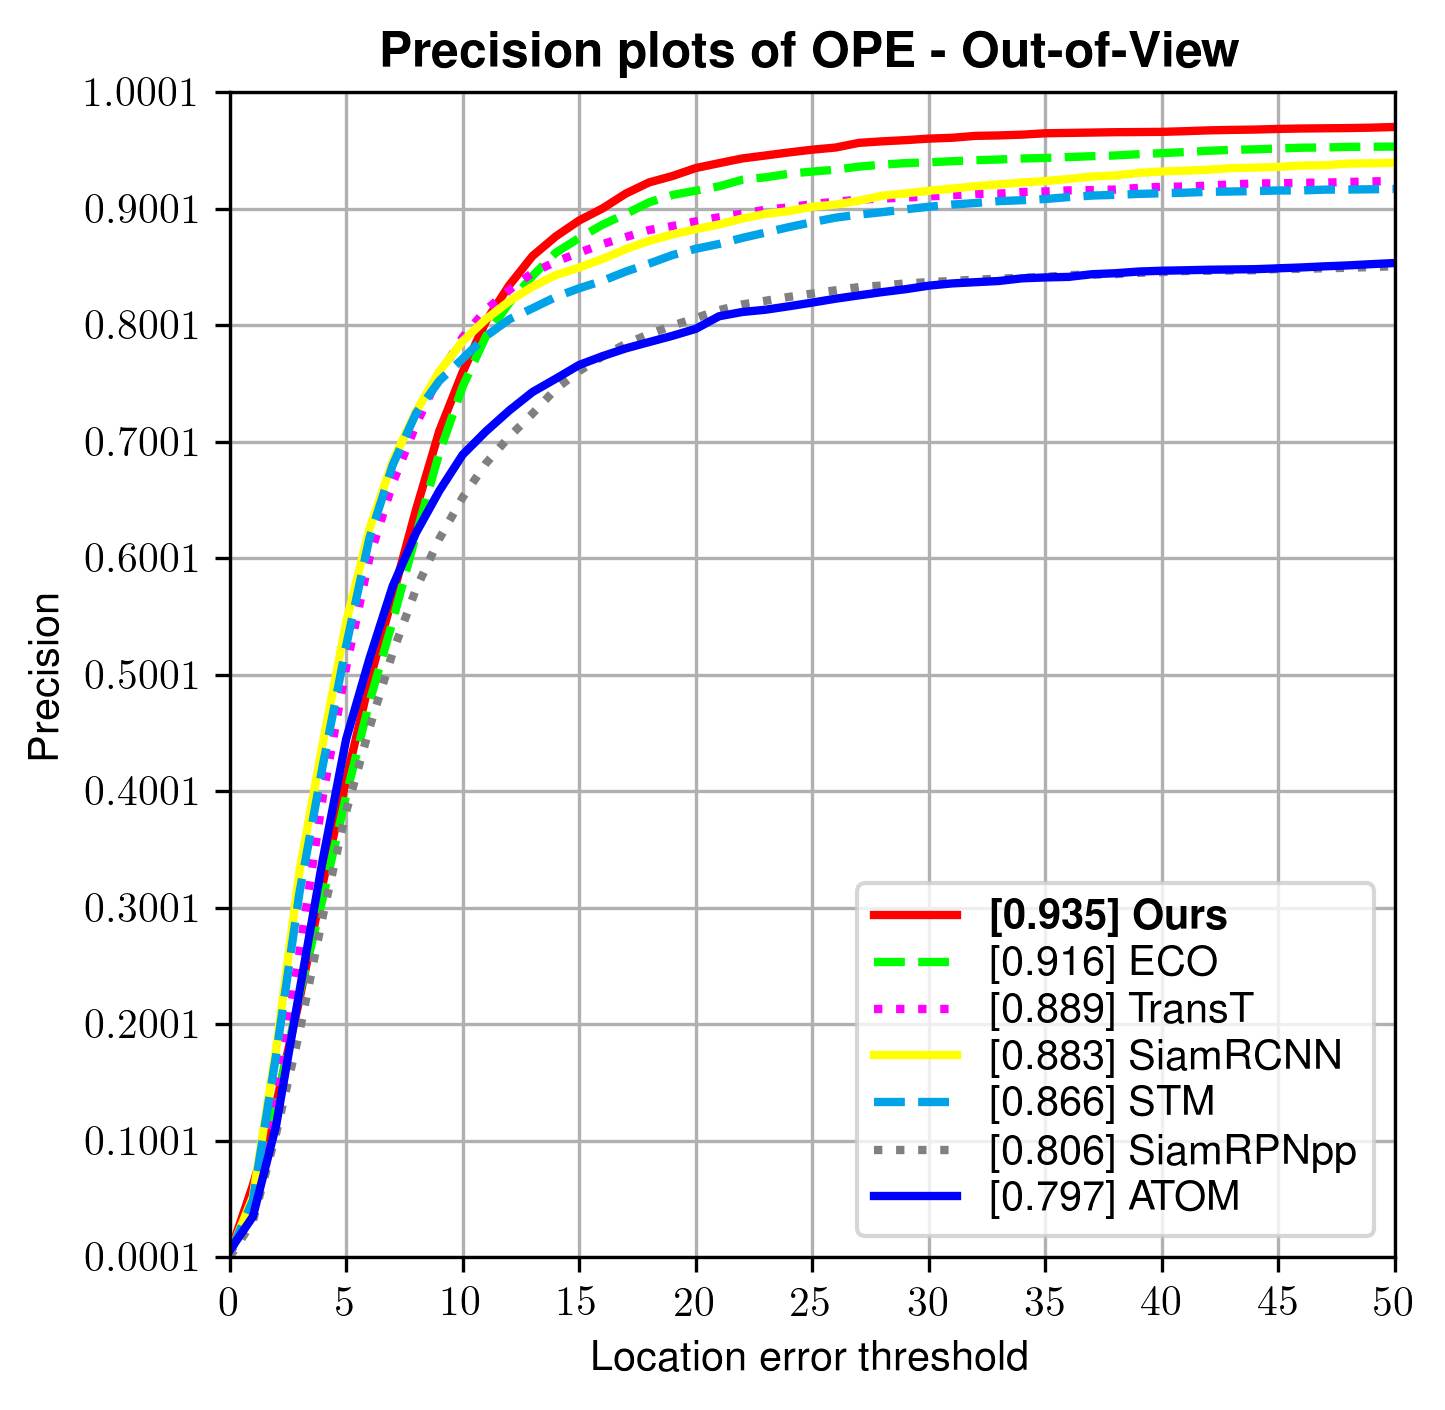 Precision plots of OPE - Out-of-View
1.0001
0.9001
0.8001
0.7001
0.6001
0.5001
0.4001
0.3001
0.2001
0.1001
0.0001
Precision
[0.935] Ours
[0.916] ECO
[0.889] TransT
[0.883] SiamRCNN
[0.866] STM
[0.806] SiamRPNpp
[0.797] ATOM
0 5 10 15 20 25 30 35 40 45 50
Location error threshold